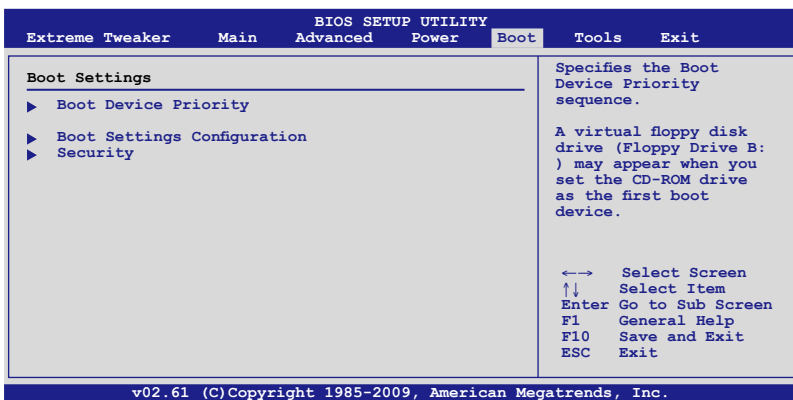 BIOS SETUP UTILITY
Extreme Tweaker Main Advanced Power Boot Tools Exit
Boot Settings
Boot Device Priority
Boot Settings Configuration
Security
Specifies the Boot
Device Priority
sequence.
A virtual floppy disk
drive (Floppy Drive B:
) may appear when you
set the CD-ROM drive
as the first boot
device.
←→ Select Screen
↑↓ Select Item
Enter Go to Sub Screen
F1 General Help
F10 Save and Exit
ESC Exit
v02.61 (C)Copyright 1985-2009, American Megatrends, Inc.